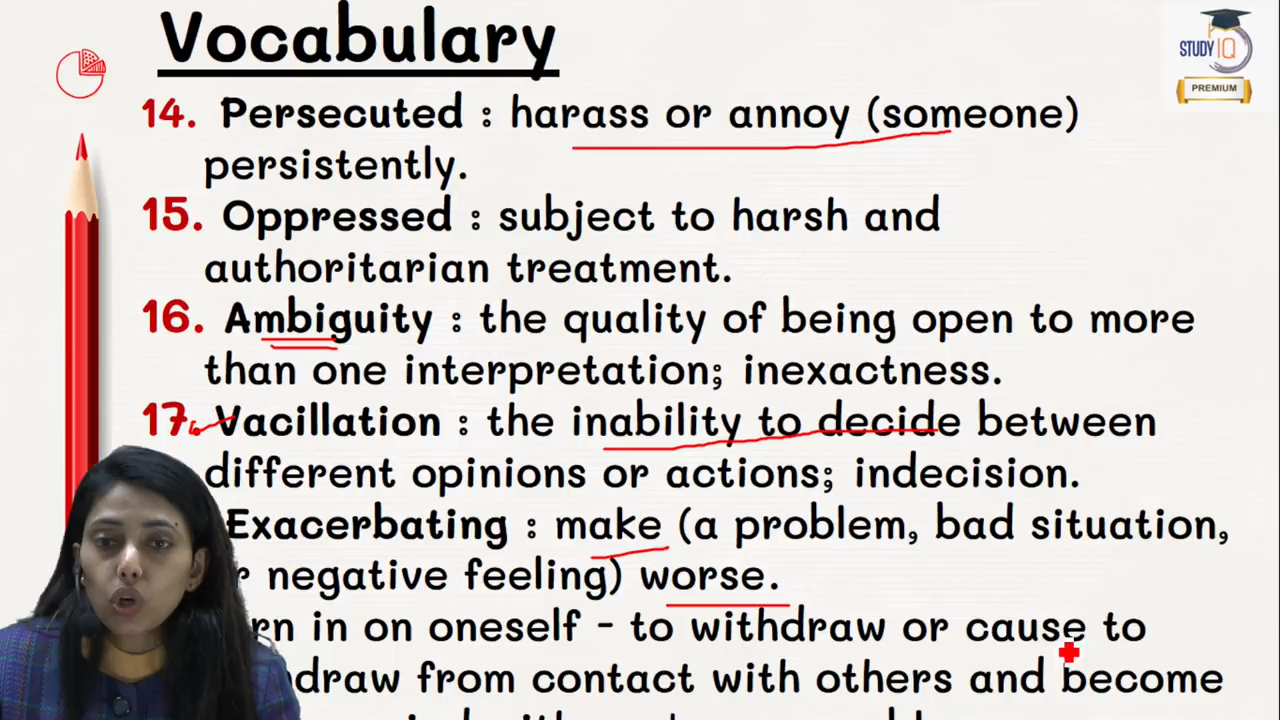 Vocabulary
STUDY IQ
PREMIUM
14. Persecuted : harass or annoy (someone)
persistently.
15. Oppressed : subject to harsh and
authoritarian treatment.
16. Ambiguity : the quality of being open to more
than one interpretation; inexactness.
17. Vacillation : the inability to decide between
different opinions or actions; indecision.
Exacerbating : make (a problem, bad situation,
negative feeling) worse.
in on oneself - to withdraw or cause to
from contact with others and become